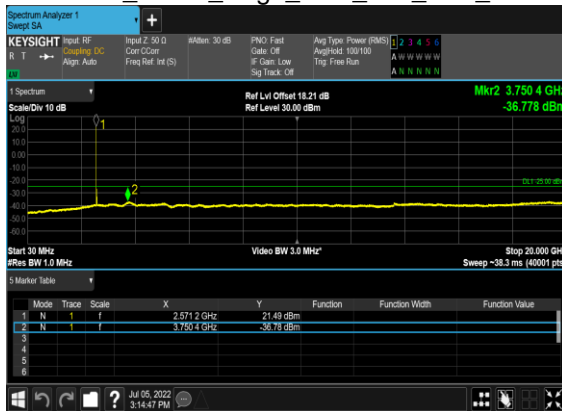 Spectrum Analyzer 1
Swept SA
+
KEYSIGHT Input: RF Input Z: 50 Ω #Atten: 30 dB PNO: Fast Avg Type: Power (RMS) 1 2 3 4 5 6
R T Coupling: DC Corr CCorr Gate: Off Avg|Hold: 100/100 A W W W W W
Align: Auto Freq Ref: Int (S) IF Gain: Low Trig: Free Run
Sig Track: Off A N N N N N
1 Spectrum Ref Lvl Offset 18.21 dB Mkr2 3.750 4 GHz
Scale/Div 10 dB Ref Level 30.00 dBm -36.778 dBm
Log
20.0
10.0
0.00
-10.0
-20.0
-30.0
-40.0
-50.0
-60.0
1
2
Start 30 MHz Video BW 3.0 MHz* Stop 20.000 GH
#Res BW 1.0 MHz Sweep ~38.3 ms (40001 pts
5 Marker Table
Mode Trace Scale X Y Function Function Width Function Value
1 N 1 f 2.571 2 GHz 21.49 dBm
2 N 1 f 3.750 4 GHz -36.78 dBm
3
4
5
6
? Jul 05, 2022
3:14:47 PM